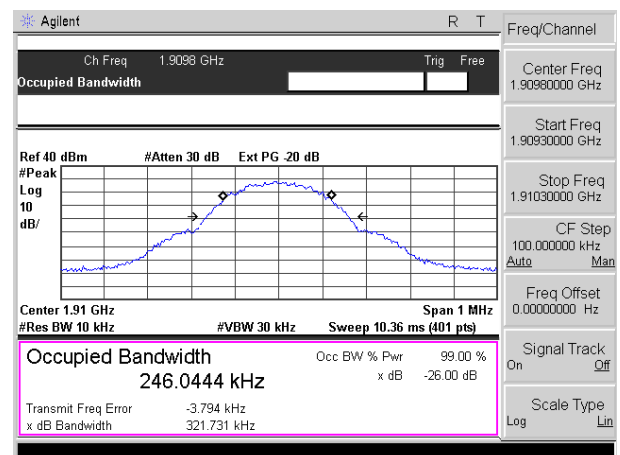 Agilent R T
Freq/Channel
Ch Freq 1.9098 GHz Trig Free
Occupied Bandwidth
Center Freq
1.90980000 GHz
Start Freq
1.90930000 GHz
Stop Freq
1.91030000 GHz
CF Step
100.000000 kHz
Auto Man
Freq Offset
0.00000000 Hz
Signal Track
On Off
Scale Type
Log Lin
Ref 40 dBm #Atten 30 dB Ext PG -20 dB
#Peak
Log
10
dB/
Center 1.91 GHz Span 1 MHz
#Res BW 10 kHz #VBW 30 kHz Sweep 10.36 ms (401 pts)
Occupied Bandwidth Occ BW % Pwr 99.00 %
246.0444 kHz x dB -26.00 dB
Transmit Freq Error -3.794 kHz
x dB Bandwidth 321.731 kHz